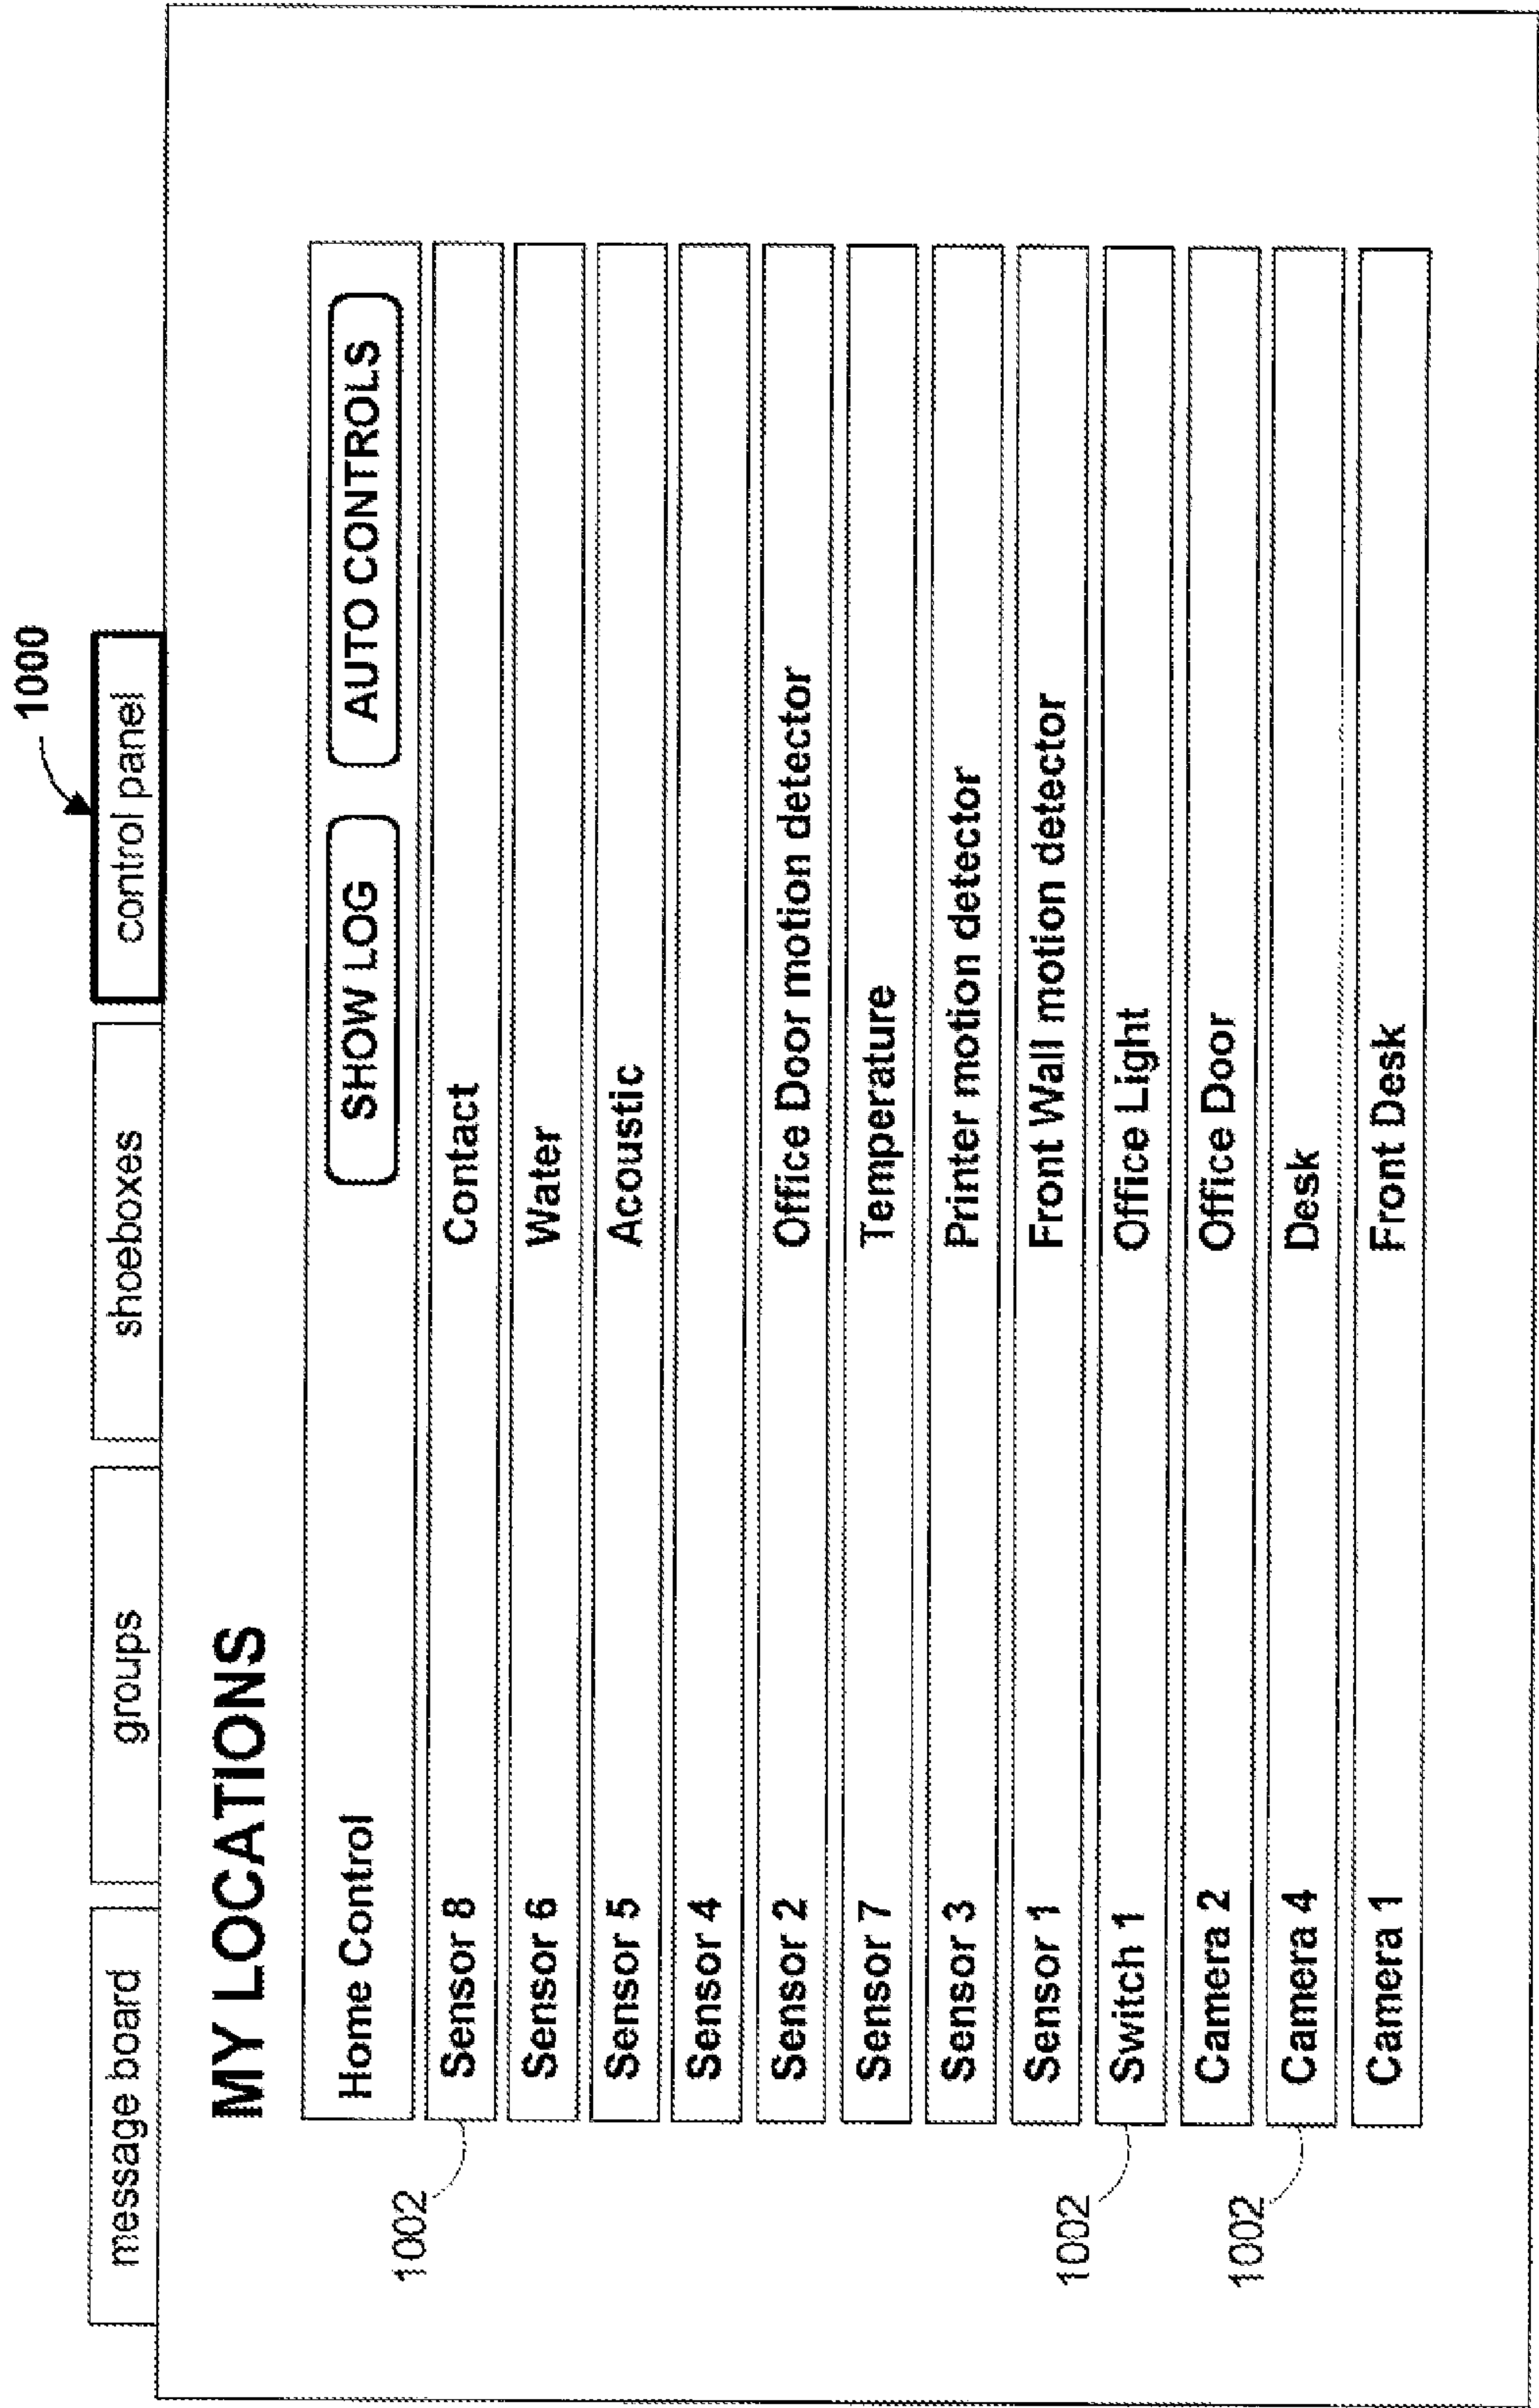 1000
message board groups shoeboxes control panel
MY LOCATIONS
Home Control SHOW LOG AUTO CONTROLS
1002 Sensor 8 Contact
Sensor 6 Water
Sensor 5 Acoustic
Sensor 4
Sensor 2 Office Door motion detector
Sensor 7 Temperature
Sensor 3 Printer motion detector
Sensor 1 Front Wall motion detector
1002 Switch 1 Office Light
Camera 2 Office Door
1002 Camera 4 Desk
Camera 1 Front Desk